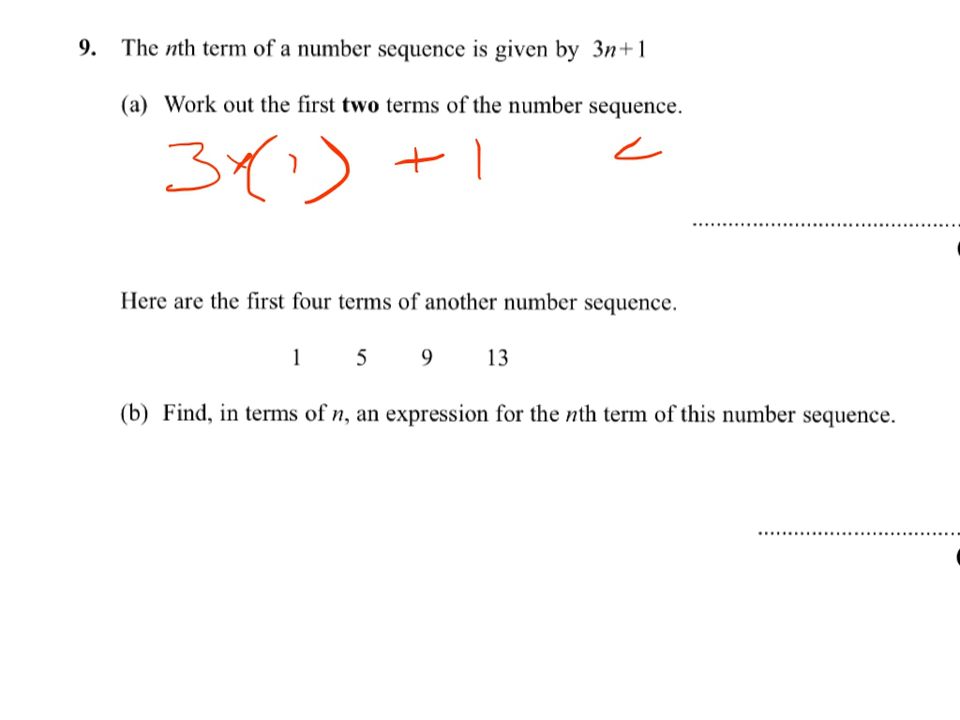 9. The nth term of a number sequence is given by 3n+1
(a) Work out the first two terms of the number sequence.
3×(1) + 1
Here are the first four terms of another number sequence.
1 5 9 13
(b) Find, in terms of n, an expression for the nth term of this number sequence.